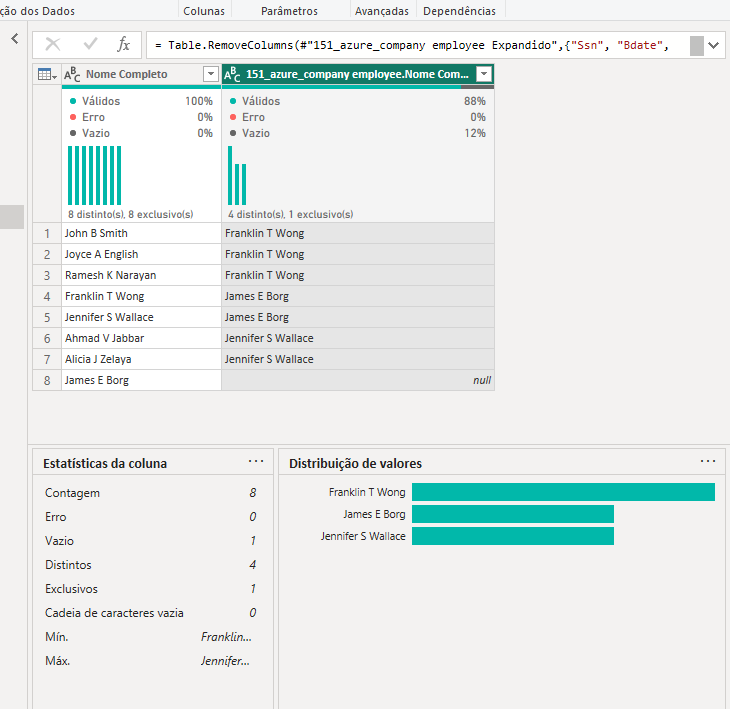 ção dos Dados Colunas Parâmetros Avançadas Dependências
fx = Table.RemoveColumns(#"151_azure_company employee Expandido",{"Ssn", "Bdate",
ABC Nome Completo ABC 151_azure_company employee.Nome Com...
Válidos 100% Válidos 88%
Erro 0% Erro 0%
Vazio 0% Vazio 12%
8 distinto(s), 8 exclusivo(s) 4 distinto(s), 1 exclusivo(s)
1 John B Smith Franklin T Wong
2 Joyce A English Franklin T Wong
3 Ramesh K Narayan Franklin T Wong
4 Franklin T Wong James E Borg
5 Jennifer S Wallace James E Borg
6 Ahmad V Jabbar Jennifer S Wallace
7 Alicia J Zelaya Jennifer S Wallace
8 James E Borg null
Estatísticas da coluna ...
Contagem 8
Erro 0
Vazio 1
Distintos 4
Exclusivos 1
Cadeia de caracteres vazia 0
Mín. Franklin...
Máx. Jennifer...
Distribuição de valores ...
Franklin T Wong
James E Borg
Jennifer S Wallace